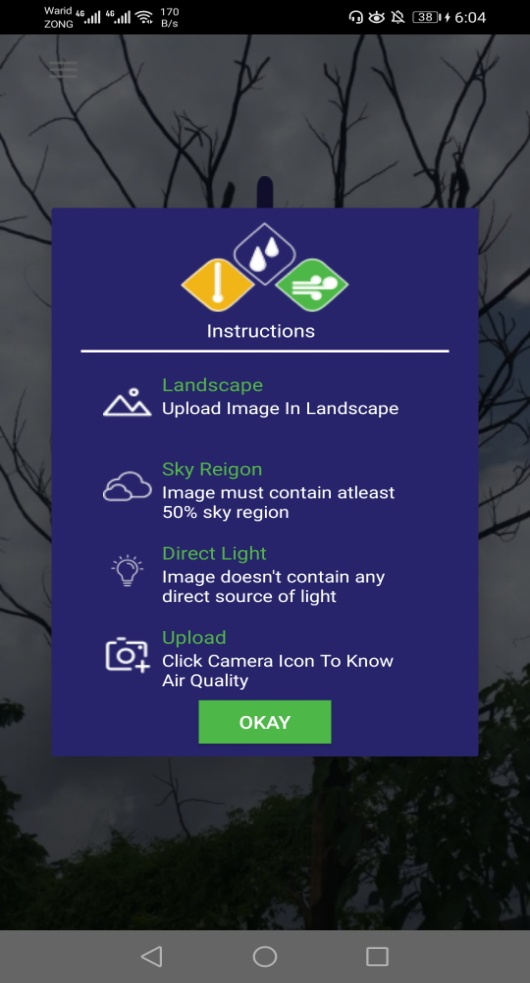 Warid 4G 4G 170
ZONG B/s 38 6:04
Instructions
Landscape
Upload Image In Landscape
Sky Reigon
Image must contain atleast
50% sky region
Direct Light
Image doesn't contain any
direct source of light
Upload
Click Camera Icon To Know
Air Quality
OKAY